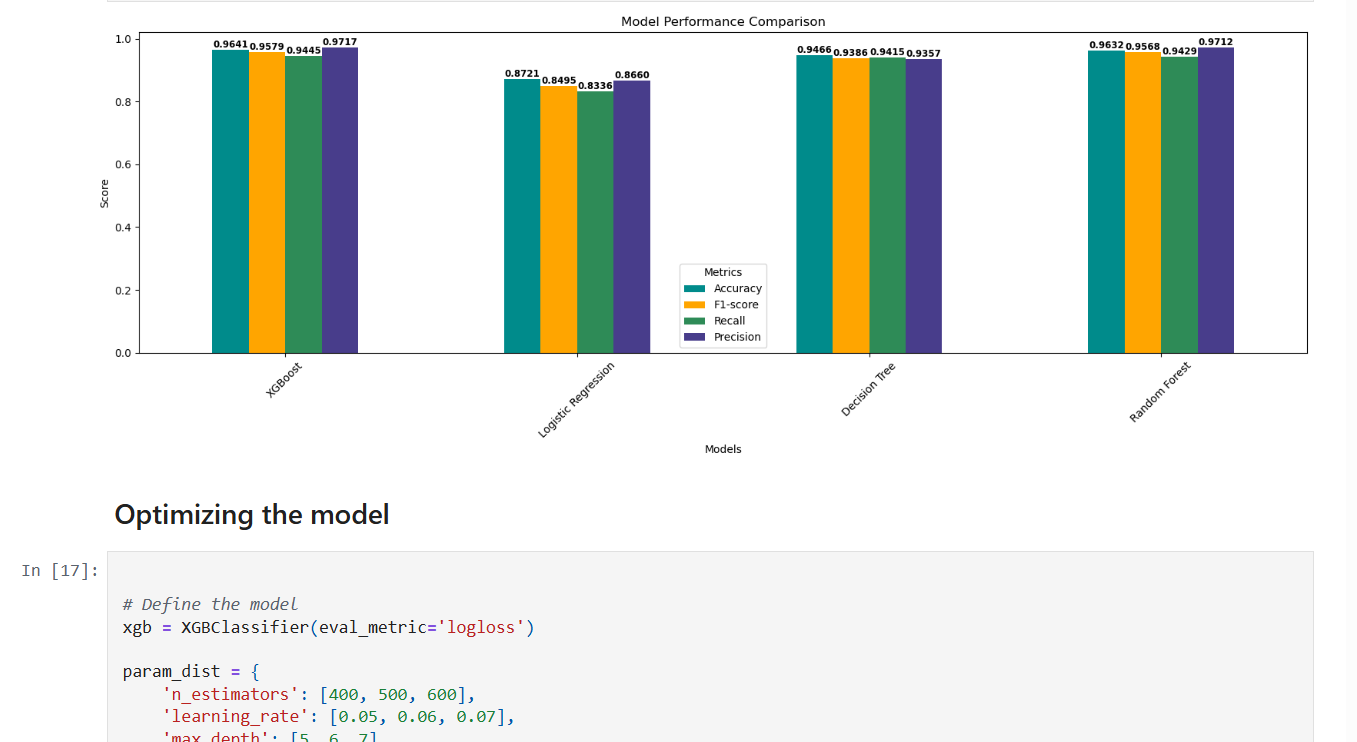 Model Performance Comparison
1.0
0.8
0.6
0.4
0.2
0.0
Score
0.9641 0.9579 0.9445 0.9717
0.8721 0.8495 0.8336 0.8660
0.9466 0.9386 0.9415 0.9357
0.9632 0.9568 0.9429 0.9712
Metrics
Accuracy
F1-score
Recall
Precision
XGBoost
Logistic Regression
Decision Tree
Random Forest
Models
Optimizing the model
In [17]:
# Define the model
xgb = XGBClassifier(eval_metric='logloss')
param_dist = {
'n_estimators': [400, 500, 600],
'learning_rate': [0.05, 0.06, 0.07],
'max_depth': [5, 6, 7]